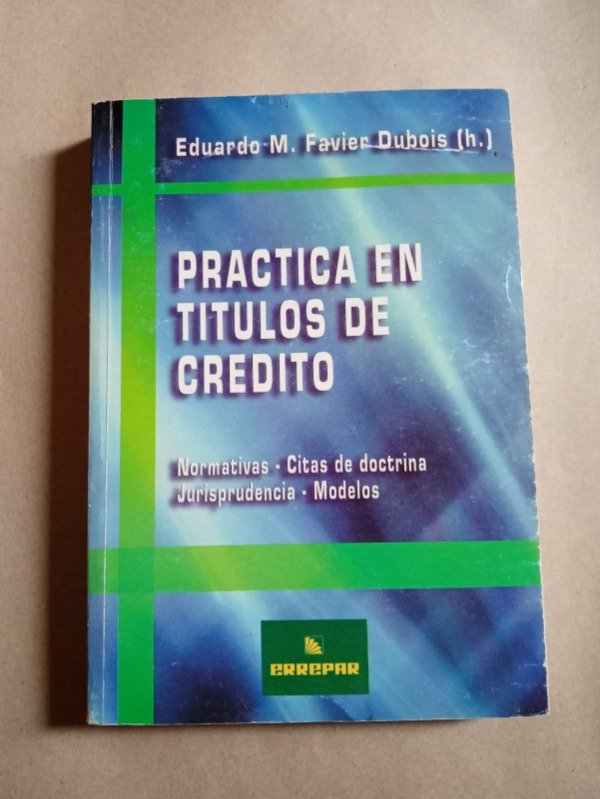 Eduardo M. Favier Dubois (h.)
PRACTICA EN
TITULOS DE
CREDITO
Normativas - Citas de doctrina
Jurisprudencia - Modelos
ERREPAR